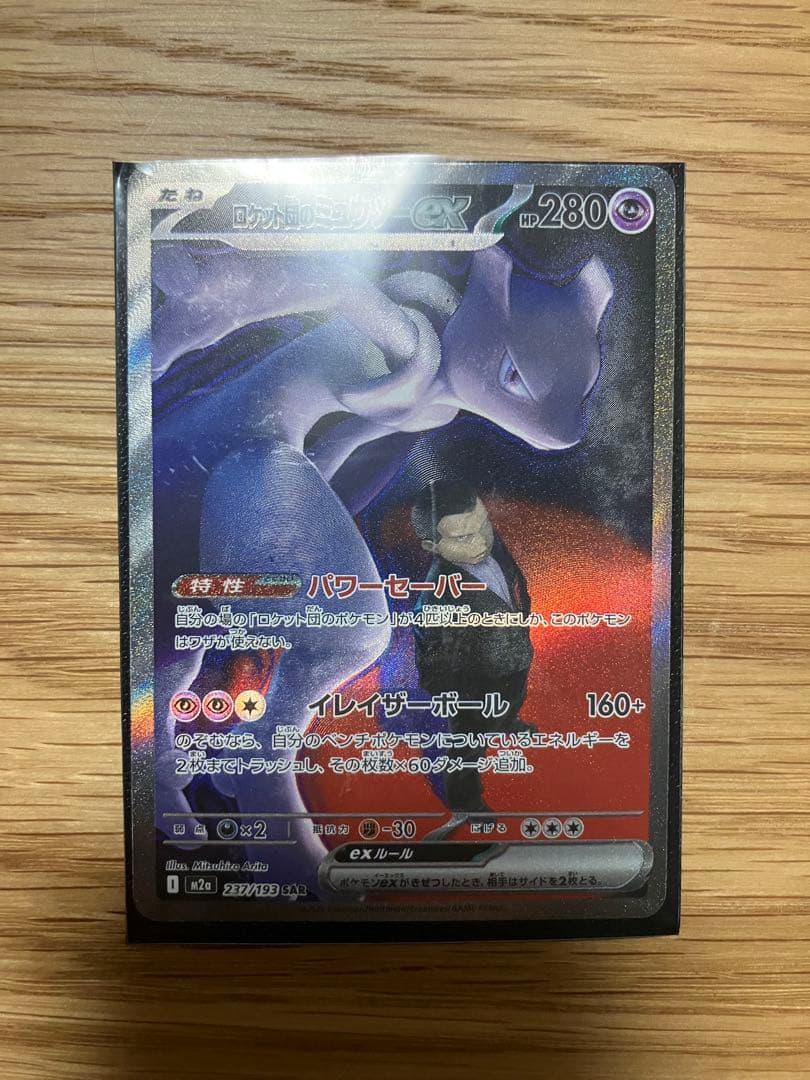 たね
ロケット団のミュウツーex HP280
特性 パワーセーバー
自分の場の「ロケット団のポケモン」が4匹以上のときにしか、このポケモン
はワザが使えない。
イレイザーボール 160+
のぞむなら、自分のベンチポケモンについているエネルギーを
2枚までトラッシュし、その枚数×60ダメージ追加。
弱点 ×2 抵抗力 -30 にげる
Illus. Mitsuhiro Arita
exルール
ポケモンexがきぜつしたとき、相手はサイドを2枚とる。
I m2a 237/193 SAR